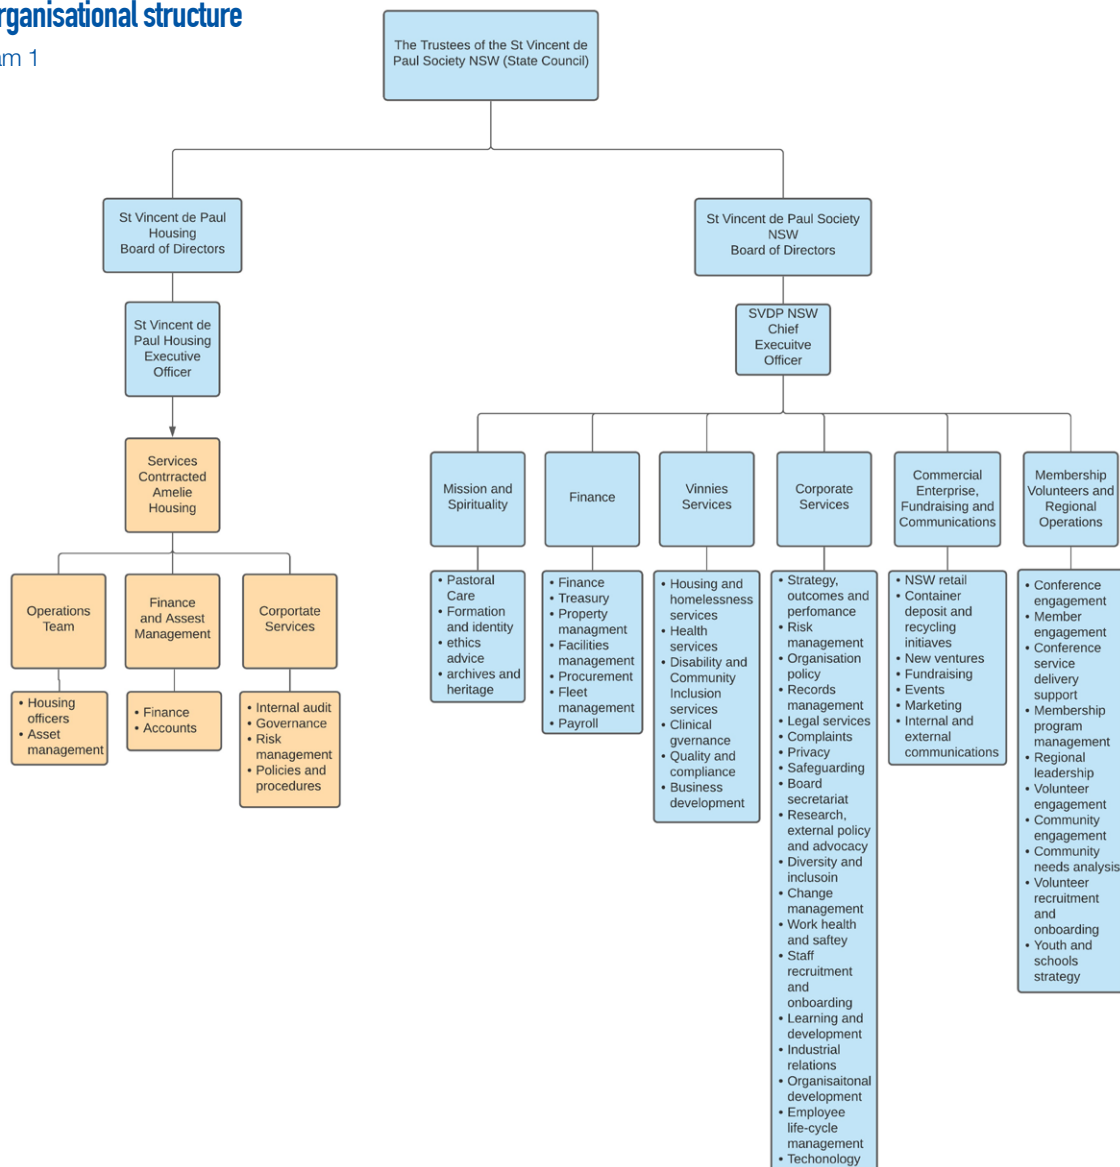 rganisational structure
am 1
The Trustees of the St Vincent de
Paul Society NSW (State Council)
St Vincent de Paul
Housing
Board of Directors
St Vincent de Paul Society
NSW
Board of Directors
St Vincent de
Paul Housing
Executive
Officer
SVDP NSW
Chief
Execuitve
Officer
Services
Contrracted
Amelie
Housing
Mission and
Spirituality
Finance
Vinnies
Services
Corporate
Services
Commercial
Enterprise,
Fundraising and
Communications
Membership
Volunteers and
Regional
Operations
Operations
Team
Finance
and Assest
Management
Corportate
Services
• Housing
officers
• Asset
management
• Finance
• Accounts
• Internal audit
• Governance
• Risk
management
• Policies and
procedures
• Pastoral
Care
• Formation
and identity
• ethics
advice
• archives and
heritage
• Finance
• Treasury
• Property
managment
• Facilities
management
• Procurement
• Fleet
management
• Payroll
• Housing and
homelessness
services
• Health
services
• Disability and
Community
Inclusion
services
• Clinical
gvernance
• Quality and
compliance
• Business
development
• Strategy,
outcomes and
perfomance
• Risk
management
• Organisation
policy
• Records
management
• Legal services
• Complaints
• Privacy
• Safeguarding
• Board
secretariat
• Research,
external policy
and advocacy
• Diversity and
inclusoin
• Change
management
• Work health
and saftey
• Staff
recruitment
and
onboarding
• Learning and
development
• Industrial
relations
• Organisaitonal
development
• Employee
life-cycle
management
• Techonology
• NSW retail
• Container
deposit and
recycling
initiaves
• New ventures
• Fundraising
• Events
• Marketing
• Internal and
external
communications
• Conference
engagement
• Member
engagement
• Conference
service
delivery
support
• Membership
program
management
• Regional
leadership
• Volunteer
engagement
• Community
engagement
• Community
needs analysis
• Volunteer
recruitment
and
onboarding
• Youth and
schools
strategy